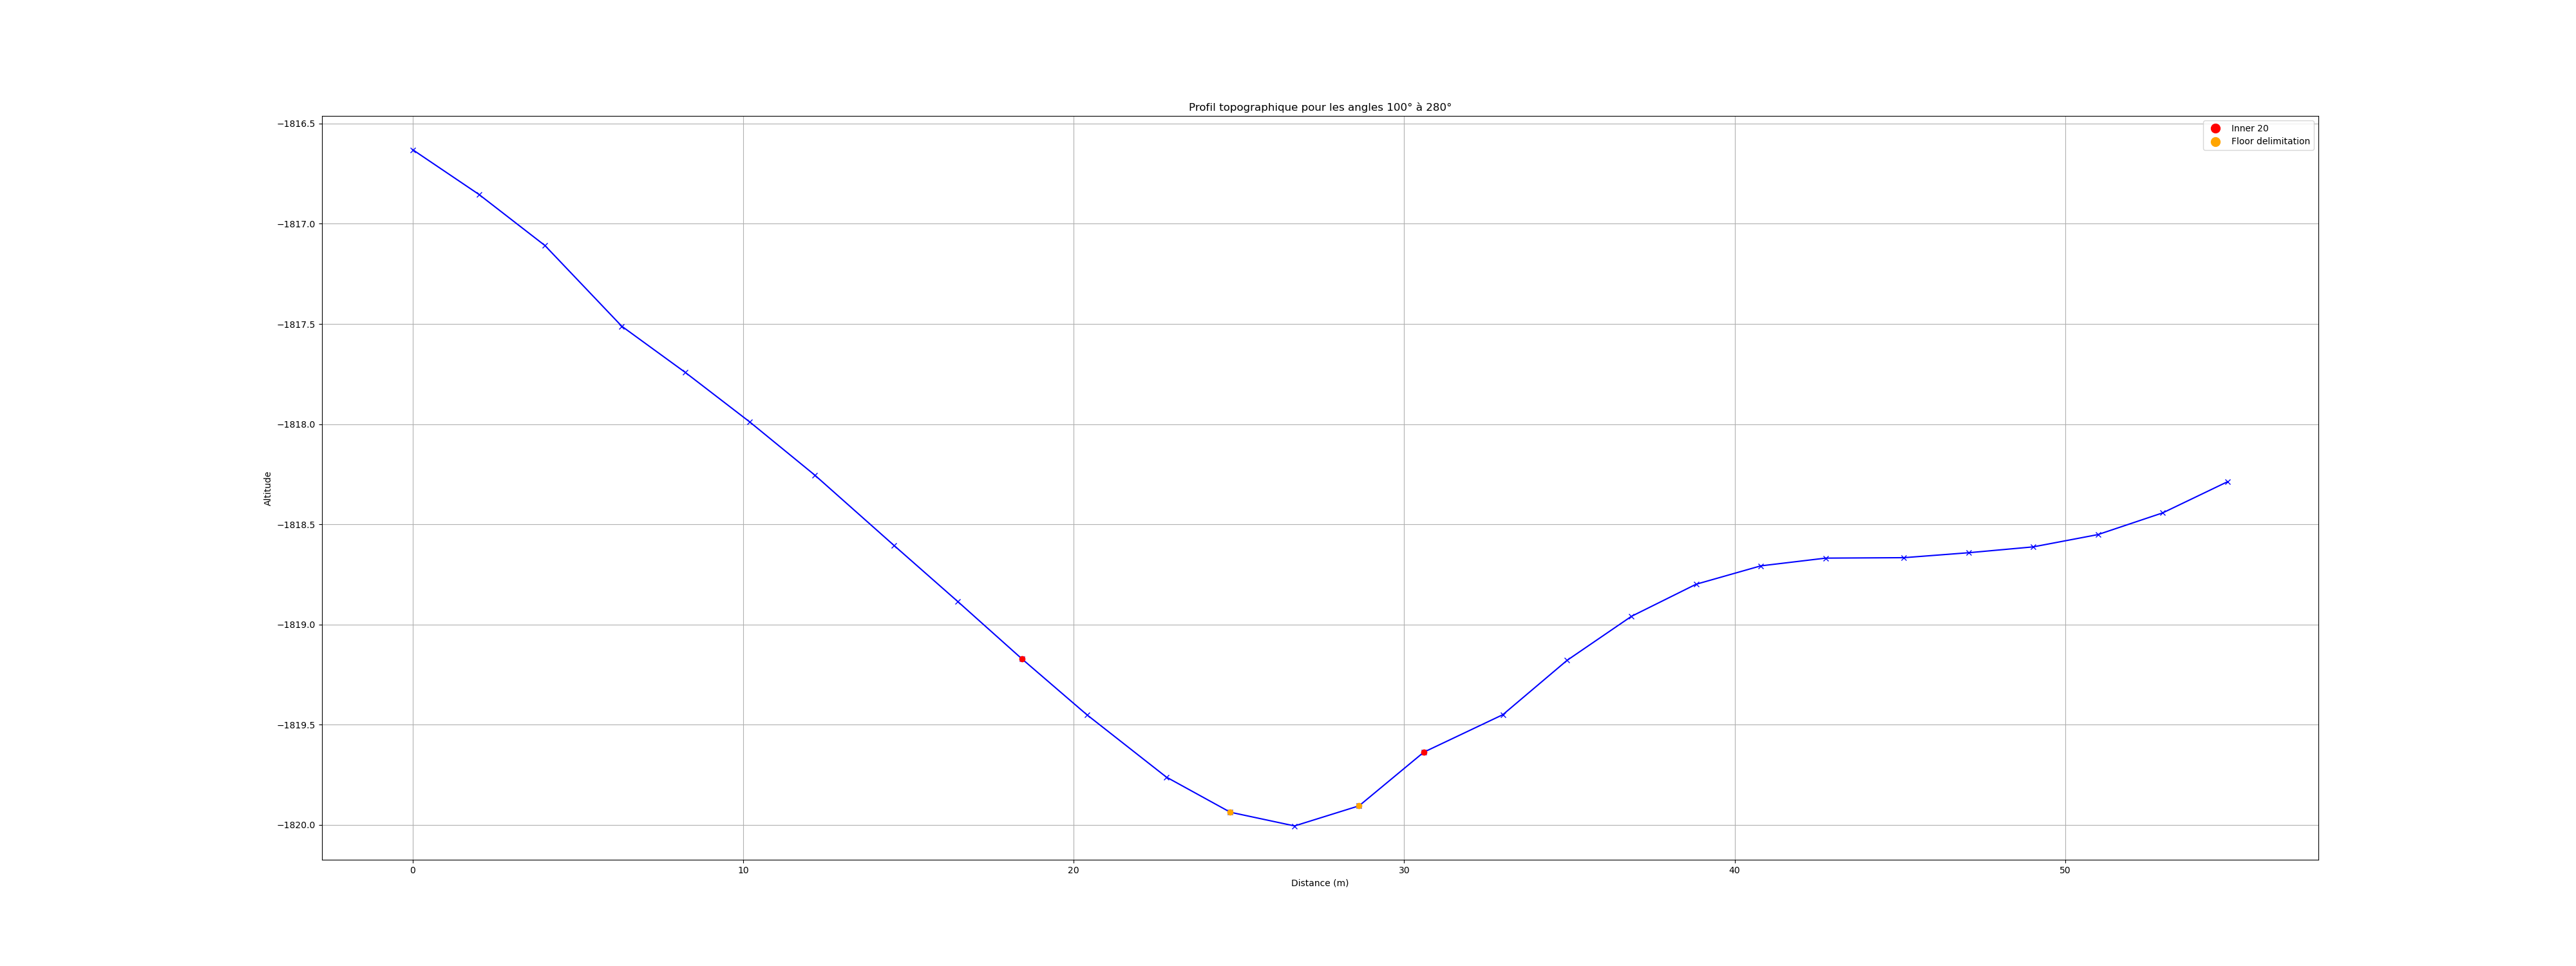 Profil topographique pour les angles 100° à 280°
Inner 20
Floor delimitation
−1816.5
−1817.0
−1817.5
−1818.0
−1818.5
−1819.0
−1819.5
−1820.0
Altitude
0 10 20 30 40 50
Distance (m)